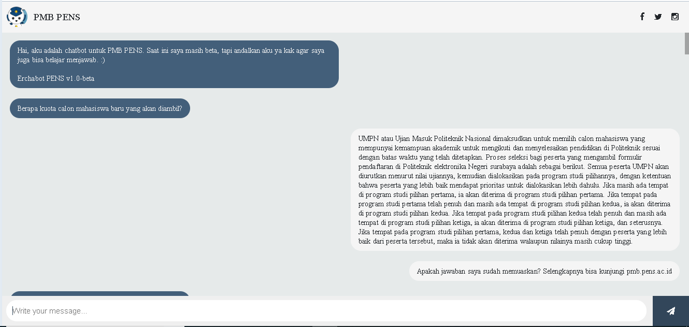 PMB PENS
Hai, aku adalah chatbot untuk PMB PENS. Saat ini saya masih beta, tapi andalkan aku ya kak agar saya
juga bisa belajar menjawab. :)
Erchabot PENS v1.0-beta
Berapa kuota calon mahasiswa baru yang akan diambil?
UMPN atau Ujian Masuk Politeknik Nasional dimaksudkan untuk memilih calon mahasiswa yang
mempunyai kemampuan akademik untuk mengikuti dan menyelesaikan pendidikan di Politeknik sesuai
dengan batas waktu yang telah ditetapkan. Proses seleksi bagi peserta yang mengambil formulir
pendaftaran di Politeknik elektronika Negeri surabaya adalah sebagai berikut. Semua peserta UMPN akan
diurutkan menurut nilai ujiannya, kemudian dialokasikan pada program studi pilihannya, dengan ketentuan
bahwa peserta yang lebih baik mendapat prioritas untuk dialokasikan lebih dahulu. Jika masih ada tempat
di program studi pilihan pertama, ia akan diterima di program studi pilihan pertama. Jika tempat pada
program studi pertama telah penuh dan masih ada tempat di program studi pilihan kedua, ia akan diterima
di program studi pilihan kedua. Jika tempat pada program studi pilihan kedua telah penuh dan masih ada
tempat di program studi pilihan ketiga, ia akan diterima di program studi pilihan ketiga, dan seterusnya.
Jika tempat pada program studi pilihan pertama, kedua dan ketiga telah penuh dengan peserta yang lebih
baik dari peserta tersebut, maka ia tidak akan diterima walaupun nilainya masih cukup tinggi.
Apakah jawaban saya sudah memuaskan? Selengkapnya bisa kunjungi pmb.pens.ac.id
Write your message...